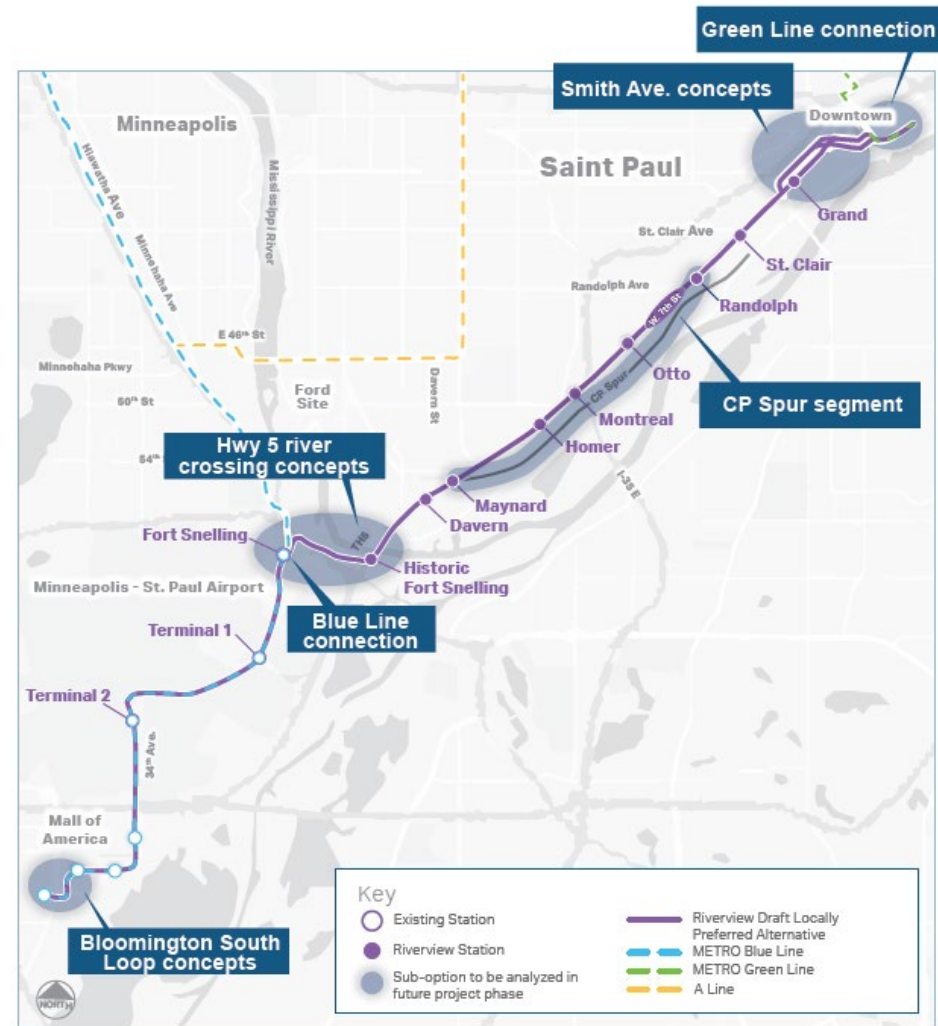 Green Line connection
Smith Ave. concepts
Downtown
Minneapolis
Saint Paul
Hiawatha Ave
Mississippi River
Grand
St. Clair Ave
St. Clair
Minnehaha Ave
Randolph Ave
Randolph
W. 7th St
E 46th St
Otto
Minnehaha Pkwy
Davern St
CP Spur
CP Spur segment
50th St
Ford
Site
Montreal
Homer
Hwy 5 river
crossing concepts
54th
I-35 E
Maynard
Davern
Fort Snelling
TH5
Historic
Fort Snelling
Minneapolis - St. Paul Airport
Blue Line
connection
Terminal 1
Terminal 2
34th Ave.
Mall of
America
Bloomington South
Loop concepts
NORTH
Key
Existing Station
Riverview Station
Sub-option to be analyzed in
future project phase
Riverview Draft Locally
Preferred Alternative
METRO Blue Line
METRO Green Line
A Line